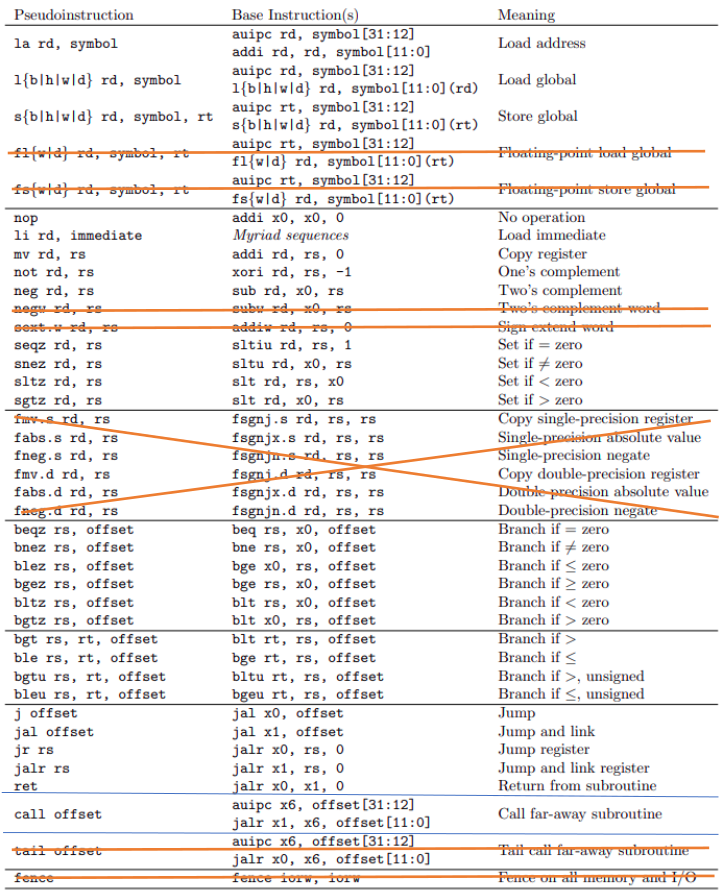 Pseudoinstruction Base Instruction(s) Meaning
la rd, symbol auipc rd, symbol[31:12] Load address
addi rd, rd, symbol[11:0]
l{b|h|w|d} rd, symbol auipc rd, symbol[31:12] Load global
l{b|h|w|d} rd, symbol[11:0](rd)
s{b|h|w|d} rd, symbol, rt auipc rt, symbol[31:12] Store global
s{b|h|w|d} rd, symbol[11:0](rt)
fl{w|d} rd, symbol, rt auipc rt, symbol[31:12] Floating-point load global
fl{w|d} rd, symbol[11:0](rt)
fs{w|d} rd, symbol, rt auipc rt, symbol[31:12] Floating-point store global
fs{w|d} rd, symbol[11:0](rt)
nop addi x0, x0, 0 No operation
li rd, immediate Myriad sequences Load immediate
mv rd, rs addi rd, rs, 0 Copy register
not rd, rs xori rd, rs, -1 One's complement
neg rd, rs sub rd, x0, rs Two's complement
negw rd, rs subw rd, x0, rs Two's complement word
sext.w rd, rs addiw rd, rs, 0 Sign extend word
seqz rd, rs sltiu rd, rs, 1 Set if = zero
snez rd, rs sltu rd, x0, rs Set if ≠ zero
sltz rd, rs slt rd, rs, x0 Set if < zero
sgtz rd, rs slt rd, x0, rs Set if > zero
fmv.s rd, rs fsgnj.s rd, rs, rs Copy single-precision register
fabs.s rd, rs fsgnjx.s rd, rs, rs Single-precision absolute value
fneg.s rd, rs fsgnjn.s rd, rs, rs Single-precision negate
fmv.d rd, rs fsgnj.d rd, rs, rs Copy double-precision register
fabs.d rd, rs fsgnjx.d rd, rs, rs Double-precision absolute value
fneg.d rd, rs fsgnjn.d rd, rs, rs Double-precision negate
beqz rs, offset beq rs, x0, offset Branch if = zero
bnez rs, offset bne rs, x0, offset Branch if ≠ zero
blez rs, offset bge x0, rs, offset Branch if ≤ zero
bgez rs, offset bge rs, x0, offset Branch if ≥ zero
bltz rs, offset blt rs, x0, offset Branch if < zero
bgtz rs, offset blt x0, rs, offset Branch if > zero
bgt rs, rt, offset blt rt, rs, offset Branch if >
ble rs, rt, offset bge rt, rs, offset Branch if ≤
bgtu rs, rt, offset bltu rt, rs, offset Branch if >, unsigned
bleu rs, rt, offset bgeu rt, rs, offset Branch if ≤, unsigned
j offset jal x0, offset Jump
jal offset jal x1, offset Jump and link
jr rs jalr x0, rs, 0 Jump register
jalr rs jalr x1, rs, 0 Jump and link register
ret jalr x0, x1, 0 Return from subroutine
call offset auipc x6, offset[31:12] Call far-away subroutine
jalr x1, x6, offset[11:0]
tail offset auipc x6, offset[31:12] Tail call far-away subroutine
jalr x0, x6, offset[11:0]
fence fence iorw, iorw Fence on all memory and I/O